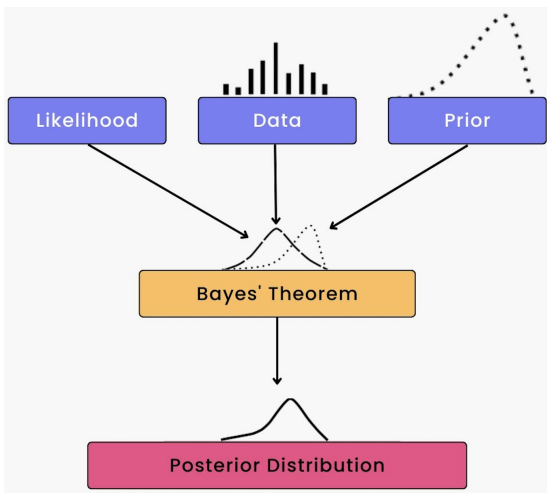 Likelihood
Data
Prior
Bayes' Theorem
Posterior Distribution